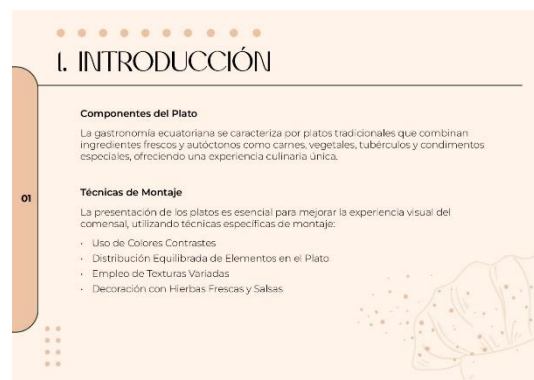 1. INTRODUCCIÓN
Componentes del Plato
La gastronomía ecuatoriana se caracteriza por platos tradicionales que combinan
ingredientes frescos y autóctonos como carnes, vegetales, tubérculos y condimentos
especiales, ofreciendo una experiencia culinaria única.
01
Técnicas de Montaje
La presentación de los platos es esencial para mejorar la experiencia visual del
comensal, utilizando técnicas específicas de montaje:
• Uso de Colores Contrastes
• Distribución Equilibrada de Elementos en el Plato
• Empleo de Texturas Variadas
• Decoración con Hierbas Frescas y Salsas